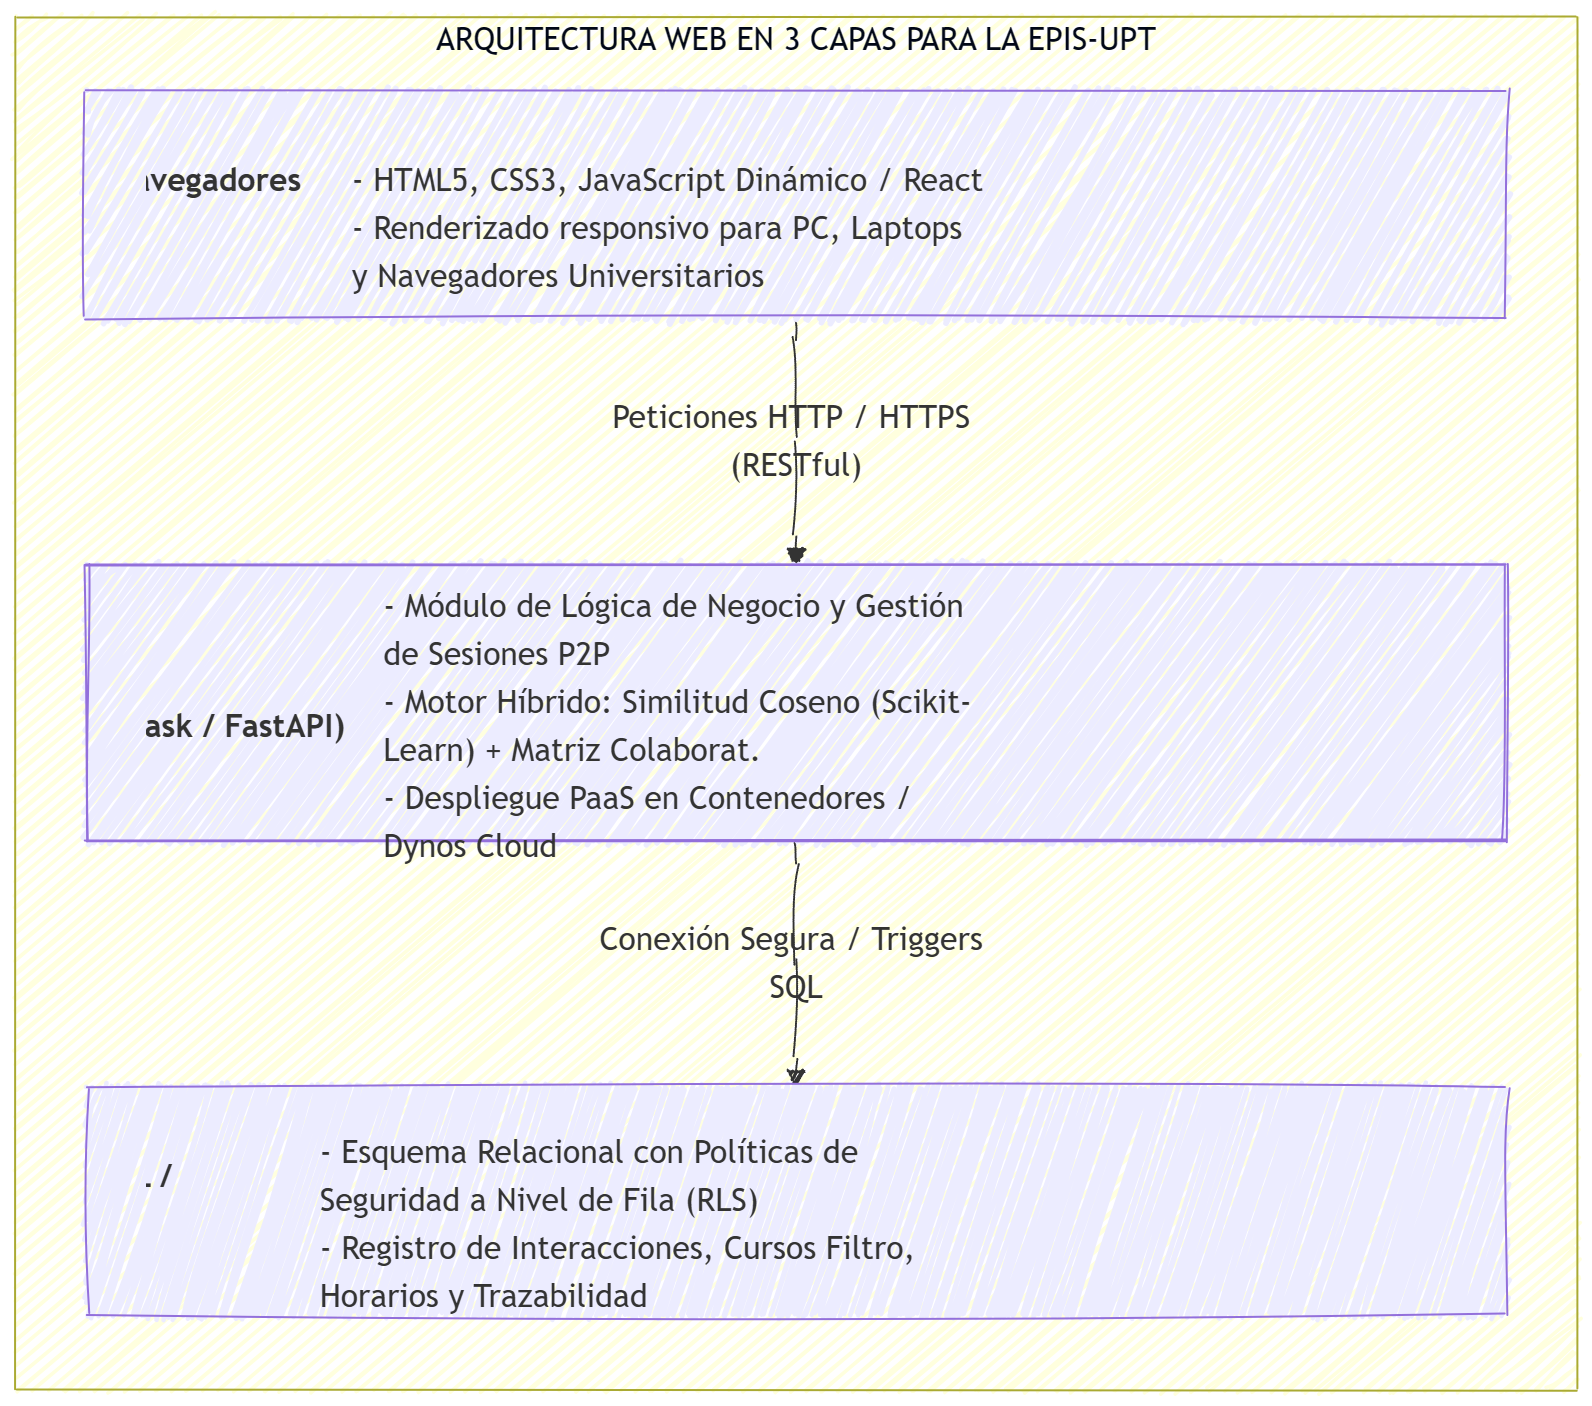 ARQUITECTURA WEB EN 3 CAPAS PARA LA EPIS-UPT
- HTML5, CSS3, JavaScript Dinámico / React
- Renderizado responsivo para PC, Laptops
y Navegadores Universitarios
Peticiones HTTP / HTTPS
(RESTful)
- Módulo de Lógica de Negocio y Gestión
de Sesiones P2P
- Motor Híbrido: Similitud Coseno (Scikit-
Learn) + Matriz Colaborat.
/ FastAPI)
- Despliegue PaaS en Contenedores /
Dynos Cloud
Conexión Segura / Triggers
SQL
- Esquema Relacional con Políticas de
. /
Seguridad a Nivel de Fila (RLS)
- Registro de Interacciones, Cursos Filtro,
Horarios y Trazabilidad